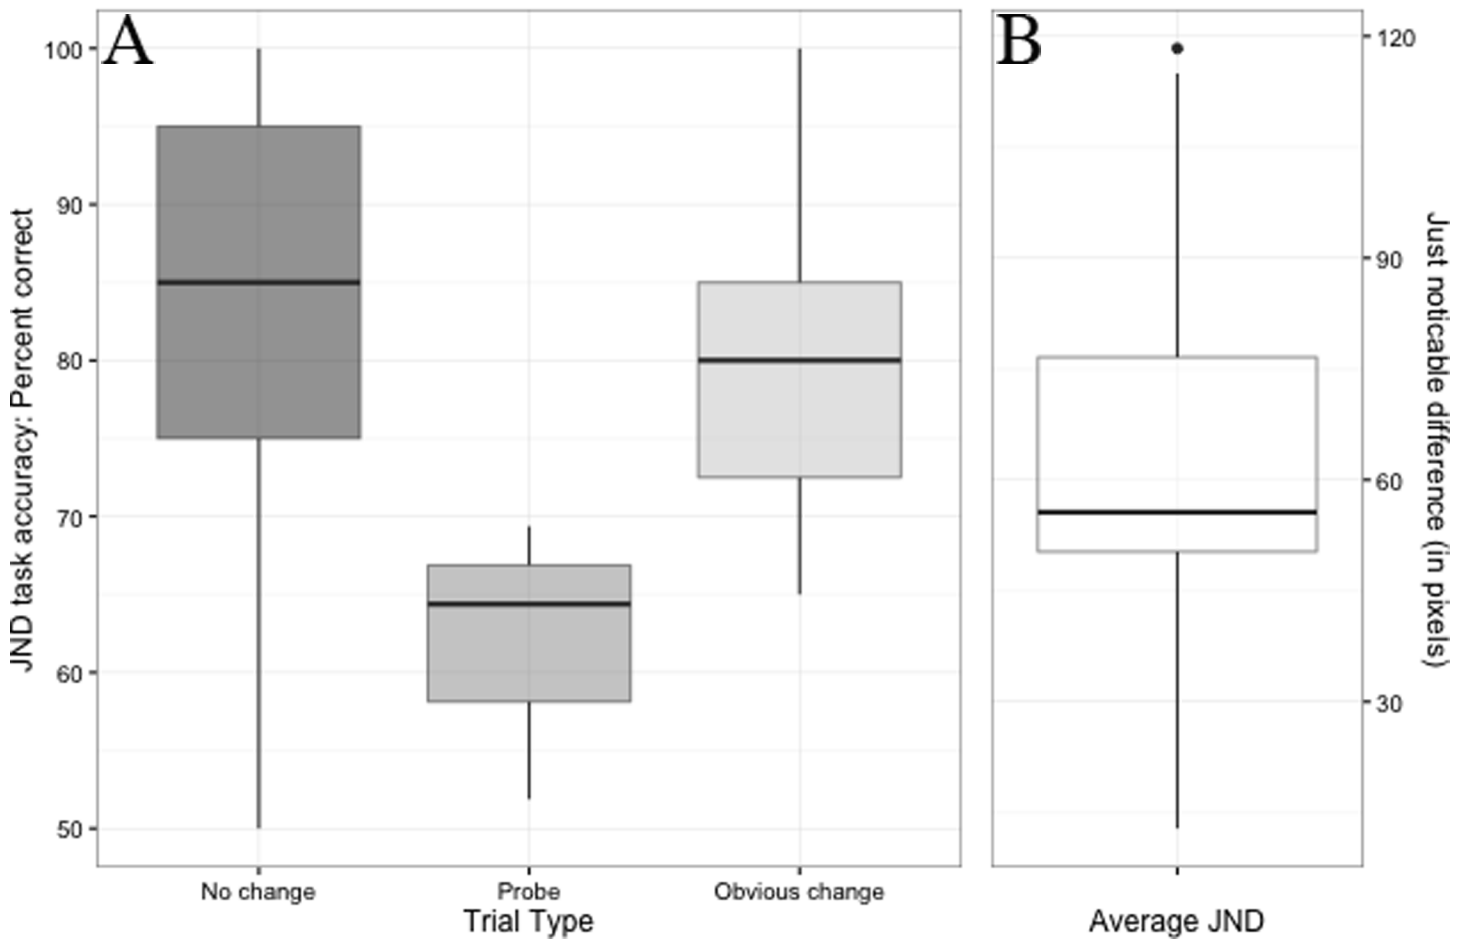 A
JND task accuracy: Percent correct
100
90
80
70
60
50
No change
Probe
Obvious change
Trial Type
B
120
90
60
30
Just noticable difference (in pixels)
Average JND